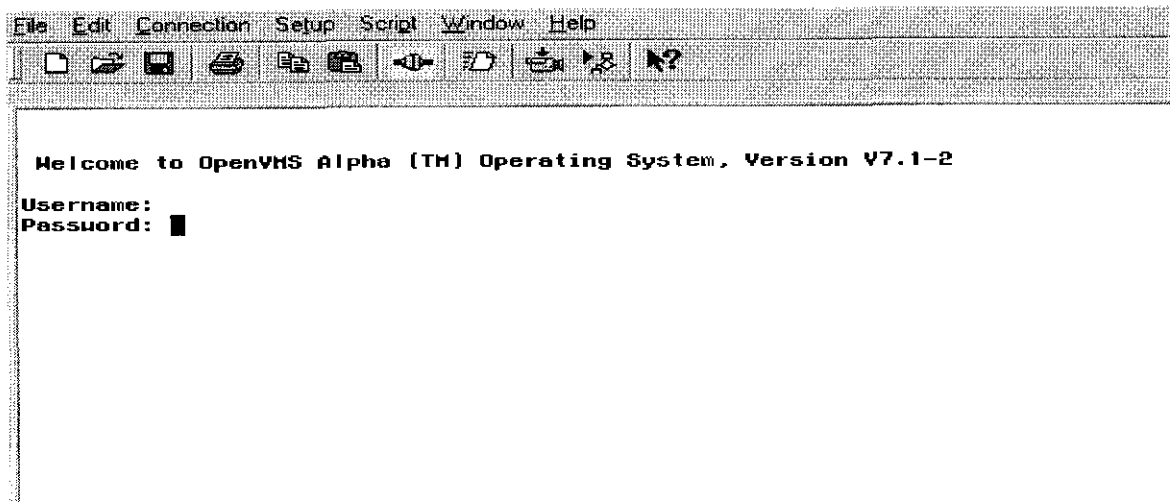 File Edit Connection Setup Script Window Help
Welcome to OpenVMS Alpha (TM) Operating System, Version V7.1-2
Username:
Password: